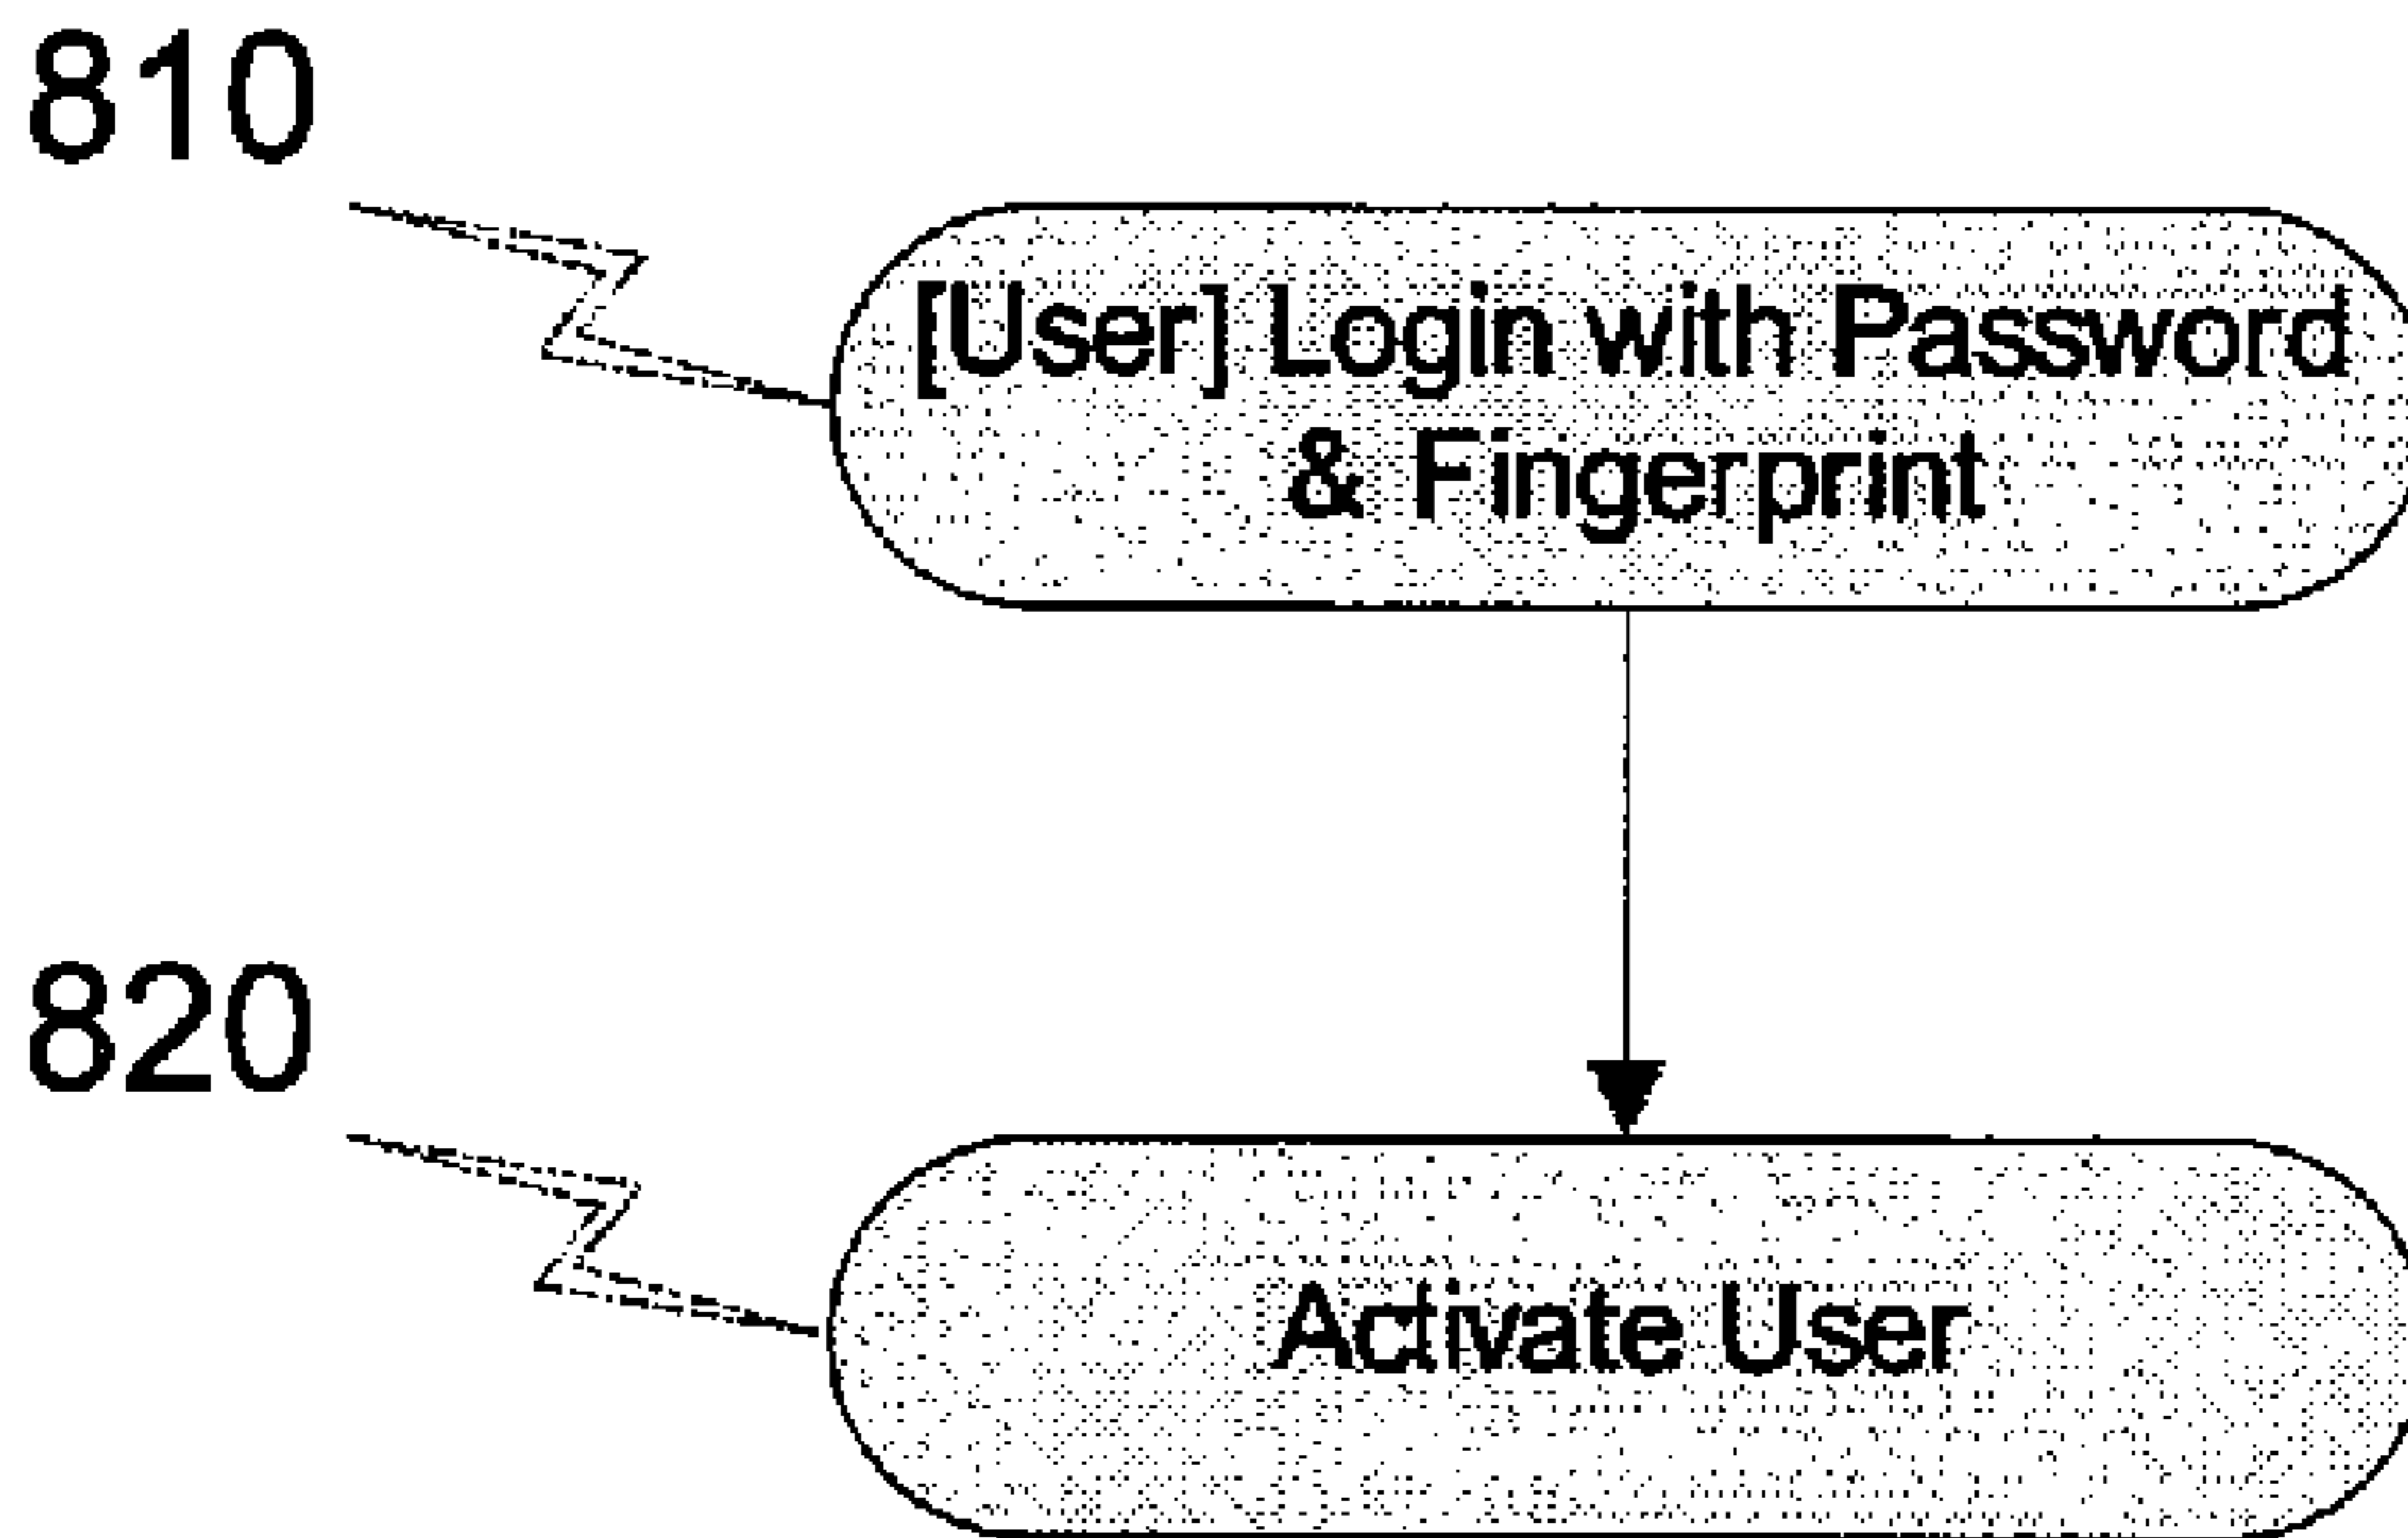 810
[User] Login with Password
& Fingerprint
820
Activate User